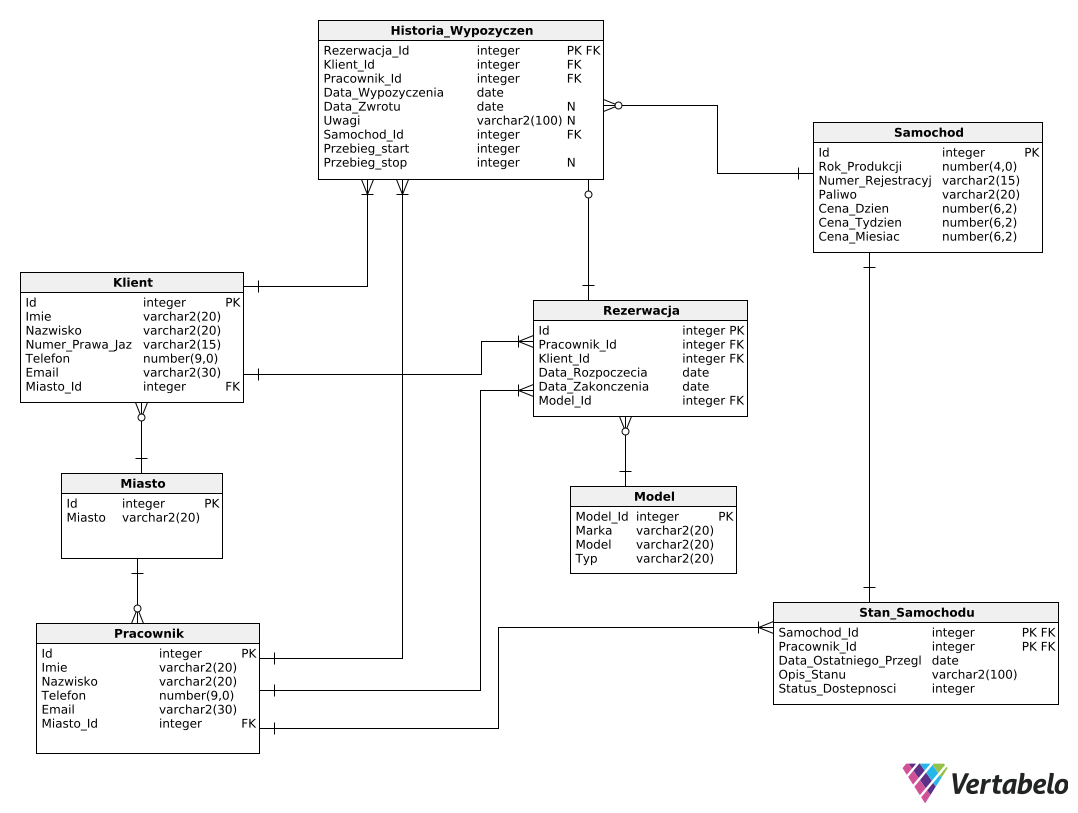 Historia_Wypozyczen
Rezerwacja_Id integer PK FK
Klient_Id integer FK
Pracownik_Id integer FK
Data_Wypozyczenia date
Data_Zwrotu date N
Uwagi varchar2(100) N
Samochod_Id integer FK
Przebieg_start integer
Przebieg_stop integer N
Samochod
Id integer PK
Rok_Produkcji number(4,0)
Numer_Rejestracyj varchar2(15)
Paliwo varchar2(20)
Cena_Dzien number(6,2)
Cena_Tydzien number(6,2)
Cena_Miesiac number(6,2)
Klient
Id integer PK
Imie varchar2(20)
Nazwisko varchar2(20)
Numer_Prawa_Jaz varchar2(15)
Telefon number(9,0)
Email varchar2(30)
Miasto_Id integer FK
Rezerwacja
Id integer PK
Pracownik_Id integer FK
Klient_Id integer FK
Data_Rozpoczecia date
Data_Zakonczenia date
Model_Id integer FK
Miasto
Id integer PK
Miasto varchar2(20)
Model
Model_Id integer PK
Marka varchar2(20)
Model varchar2(20)
Typ varchar2(20)
Pracownik
Id integer PK
Imie varchar2(20)
Nazwisko varchar2(20)
Telefon number(9,0)
Email varchar2(30)
Miasto_Id integer FK
Stan_Samochodu
Samochod_Id integer PK FK
Pracownik_Id integer PK FK
Data_Ostatniego_Przegl date
Opis_Stanu varchar2(100)
Status_Dostepnosci integer
Vertabelo